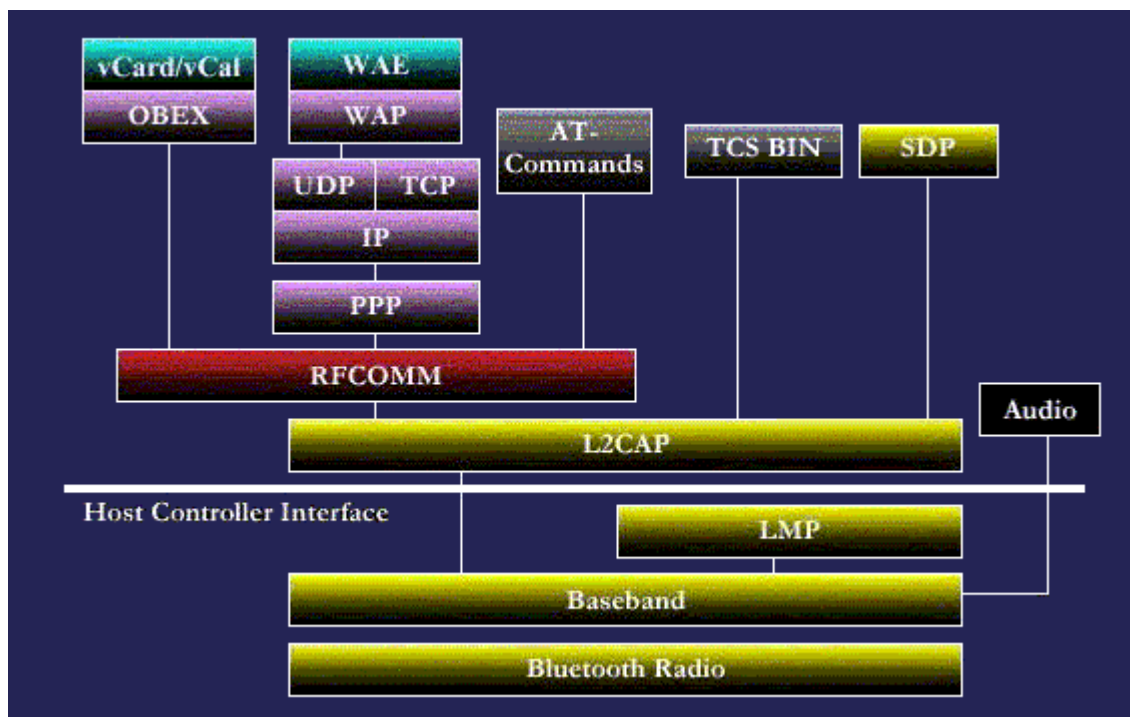 vCard/vCal
WAE
OBEX
WAP
AT-
Commands
TCS BIN
SDP
UDP
TCP
IP
PPP
RFCOMM
Audio
L2CAP
Host Controller Interface
LMP
Baseband
Bluetooth Radio